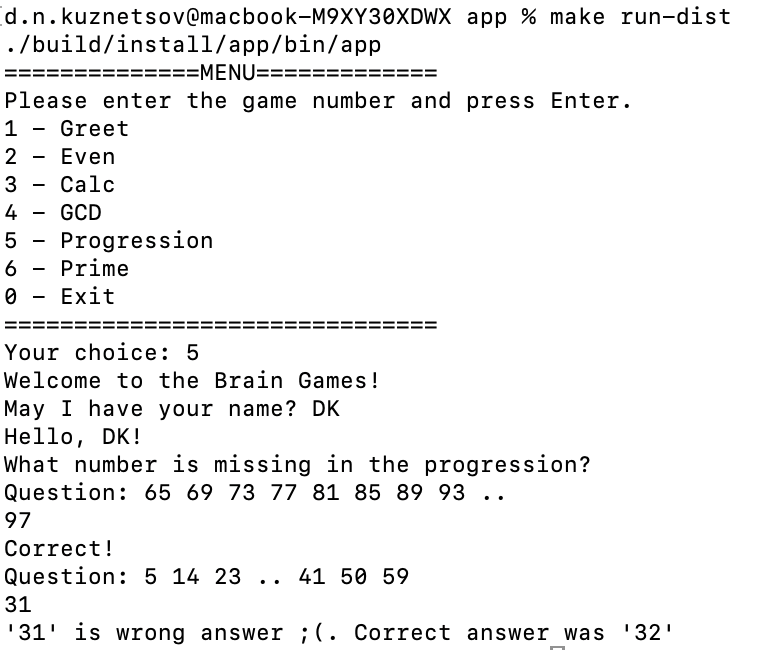 d.n.kuznetsov@macbook-M9XY30XDWX app % make run-dist
./build/install/app/bin/app
==============MENU=============
Please enter the game number and press Enter.
1 - Greet
2 - Even
3 - Calc
4 - GCD
5 - Progression
6 - Prime
0 - Exit
===============================
Your choice: 5
Welcome to the Brain Games!
May I have your name? DK
Hello, DK!
What number is missing in the progression?
Question: 65 69 73 77 81 85 89 93 ..
97
Correct!
Question: 5 14 23 .. 41 50 59
31
'31' is wrong answer ;(. Correct answer was '32'